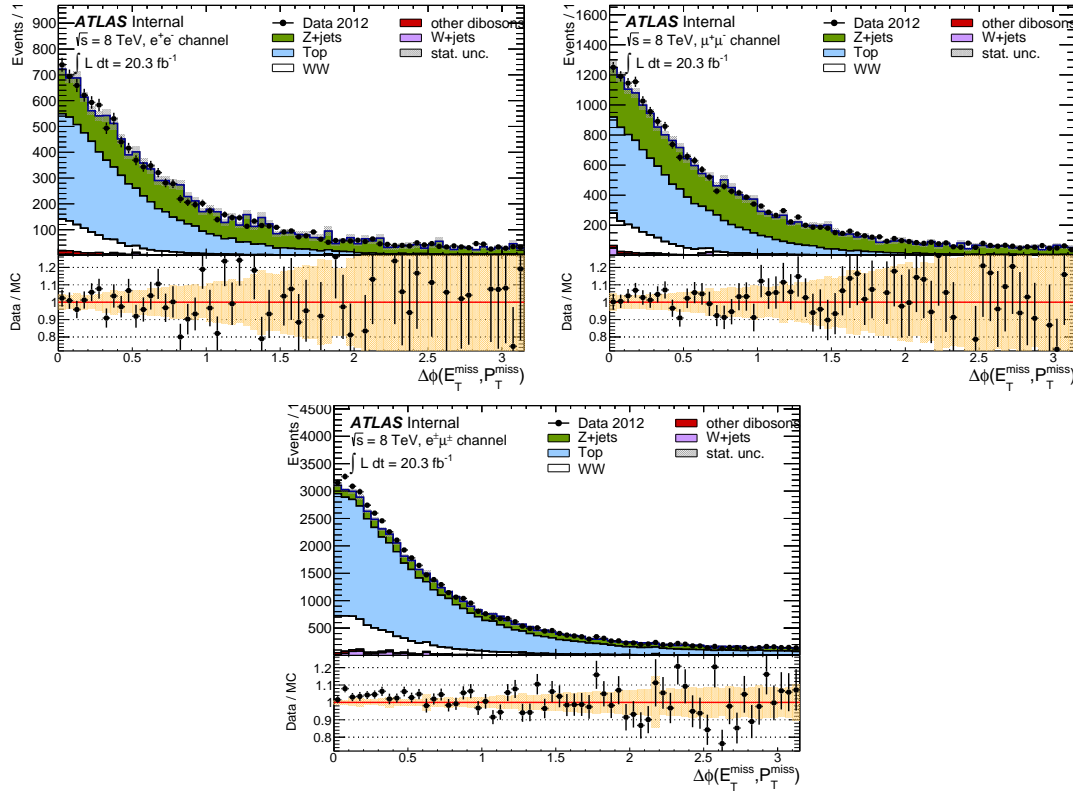 ATLAS Internal
√s = 8 TeV, e⁺e⁻ channel
∫ L dt = 20.3 fb⁻¹
Data 2012
Z+jets
Top
WW
other dibosons
W+jets
stat. unc.
Events / 1
900
800
700
600
500
400
300
200
100
Data / MC
1.2
1.1
1
0.9
0.8
0 0.5 1 1.5 2 2.5 3
Δϕ(E_T^miss,P_T^miss)
ATLAS Internal
√s = 8 TeV, μ⁺μ⁻ channel
∫ L dt = 20.3 fb⁻¹
Data 2012
Z+jets
Top
WW
other dibosons
W+jets
stat. unc.
Events / 1
1600
1400
1200
1000
800
600
400
200
Data / MC
1.2
1.1
1
0.9
0.8
0 0.5 1 1.5 2 2.5 3
Δϕ(E_T^miss,P_T^miss)
ATLAS Internal
√s = 8 TeV, e^±μ^± channel
∫ L dt = 20.3 fb⁻¹
Data 2012
Z+jets
Top
WW
other dibosons
W+jets
stat. unc.
Events / 1
4500
4000
3500
3000
2500
2000
1500
1000
500
Data / MC
1.2
1.1
1
0.9
0.8
0 0.5 1 1.5 2 2.5 3
Δϕ(E_T^miss,P_T^miss)